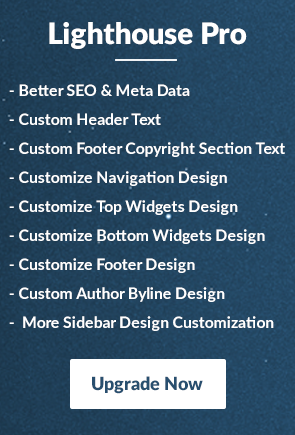 Lighthouse Pro
- Better SEO & Meta Data
- Custom Header Text
- Custom Footer Copyright Section Text
- Customize Navigation Design
- Customize Top Widgets Design
- Customize Bottom Widgets Design
- Customize Footer Design
- Custom Author Byline Design
- More Sidebar Design Customization
Upgrade Now